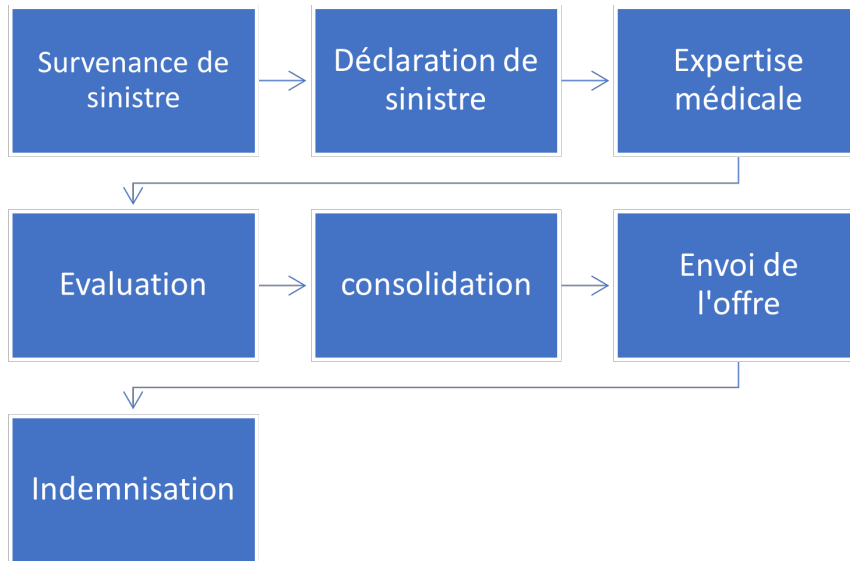 Survenance de
sinistre
Déclaration de
sinistre
Expertise
médicale
Evaluation
consolidation
Envoi de
l'offre
Indemnisation